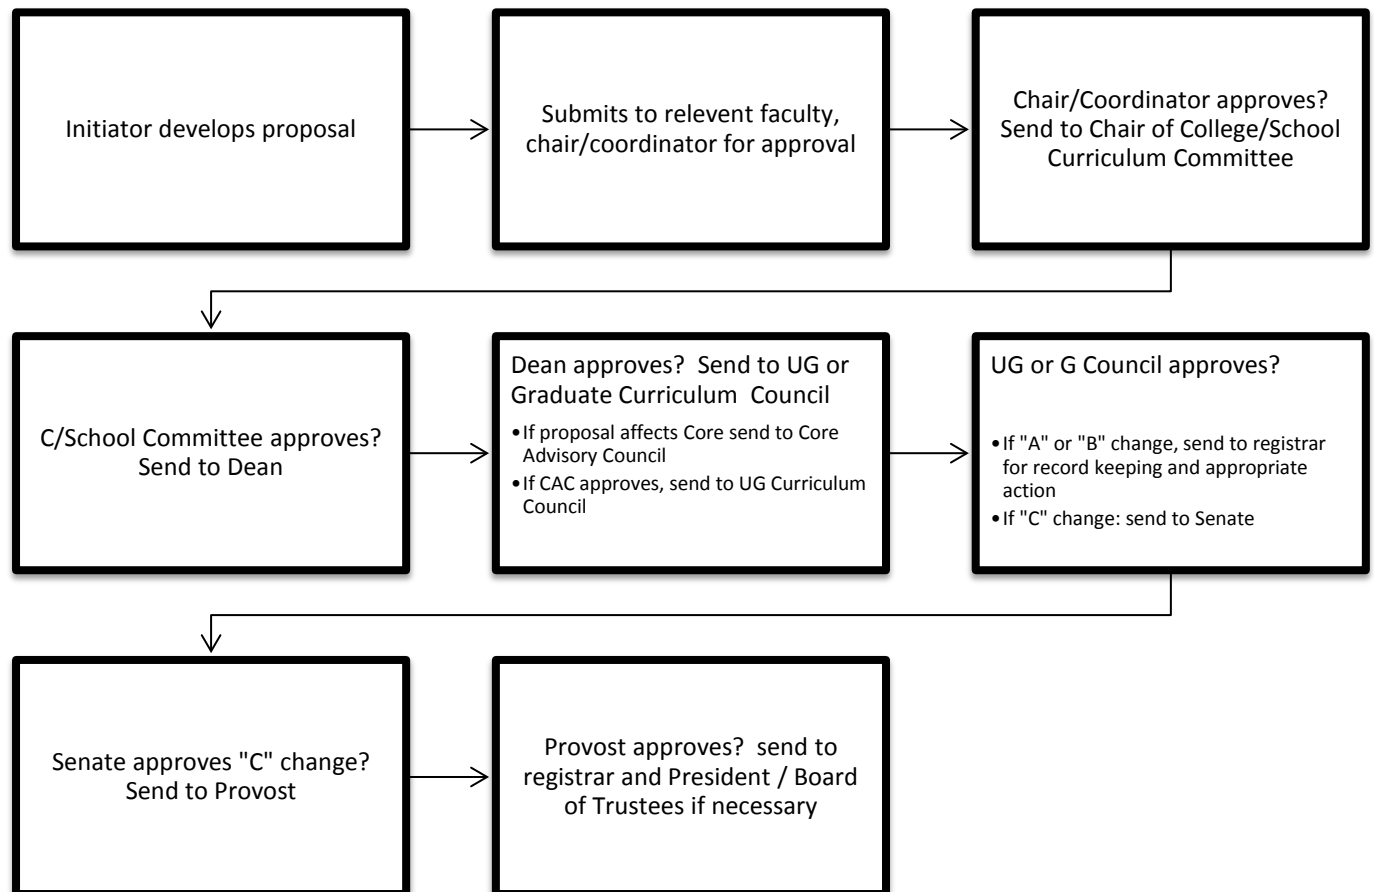 Initiator develops proposal
Submits to relevent faculty,
chair/coordinator for approval
Chair/Coordinator approves?
Send to Chair of College/School
Curriculum Committee
C/School Committee approves?
Send to Dean
Dean approves?  Send to UG or
Graduate Curriculum  Council
•If proposal affects Core send to Core
Advisory Council
•If CAC approves, send to UG Curriculum
Council
UG or G Council approves?
•If "A" or "B" change, send to registrar
for record keeping and appropriate
action
•If "C" change: send to Senate
Senate approves "C" change?
Send to Provost
Provost approves?  send to
registrar and President / Board
of Trustees if necessary